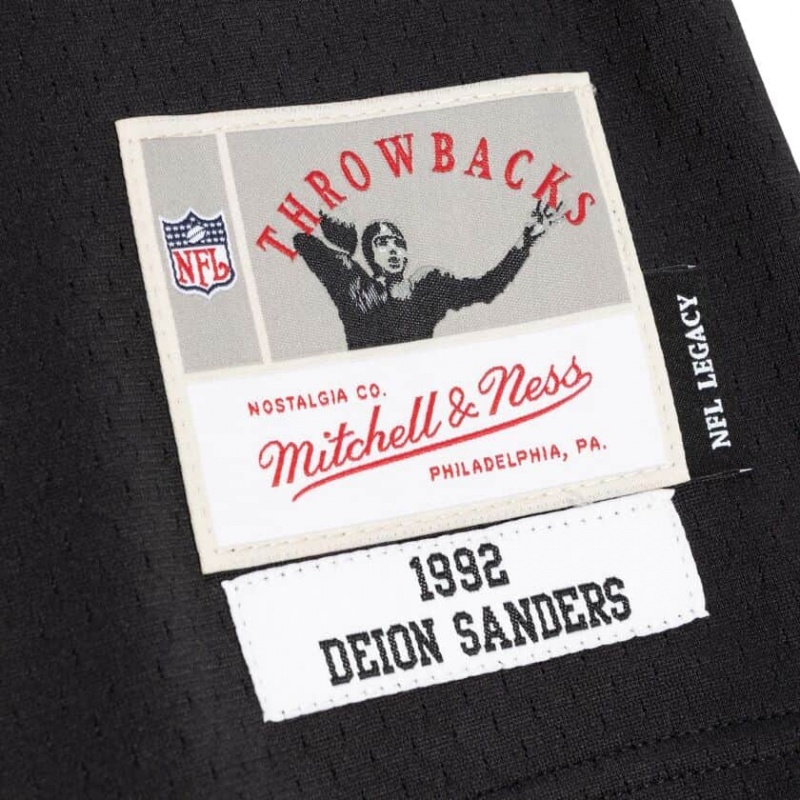 THROWBACKS
NFL
NOSTALGIA CO.
Mitchell & Ness
PHILADELPHIA, PA.
NFL LEGACY
1992
DEION SANDERS